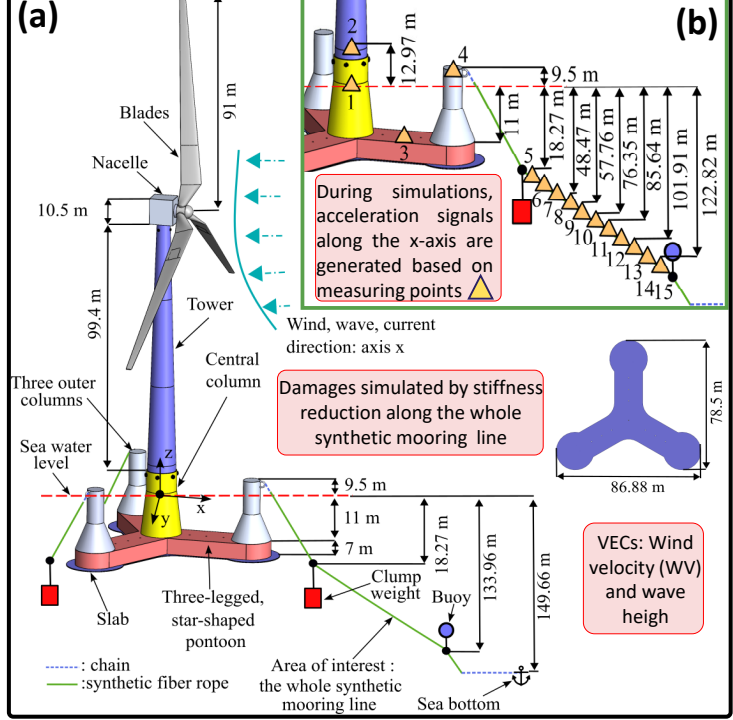 (a)
91 m
Blades
Nacelle
10.5 m
99.4 m
Tower
Wind, wave, current
direction: axis x
Three outer
columns
Central
column
Sea water
level
z
x
y
9.5 m
11 m
7 m
18.27 m
133.96 m
149.66 m
Slab
Three-legged,
star-shaped
pontoon
Clump
weight
Buoy
Area of interest :
the whole synthetic
mooring line
Sea bottom
: chain
:synthetic fiber rope
(b)
2
12.97 m
1
3
4
9.5 m
11 m
18.27 m
48.47 m
57.76 m
76.35 m
85.64 m
101.91 m
122.82 m
5
6
7
8
9
10
11
12
13
14
15
During simulations,
acceleration signals
along the x-axis are
generated based on
measuring points
Damages simulated by stiffness
reduction along the whole
synthetic mooring line
78.5 m
86.88 m
VECs: Wind
velocity (WV)
and wave
heigh